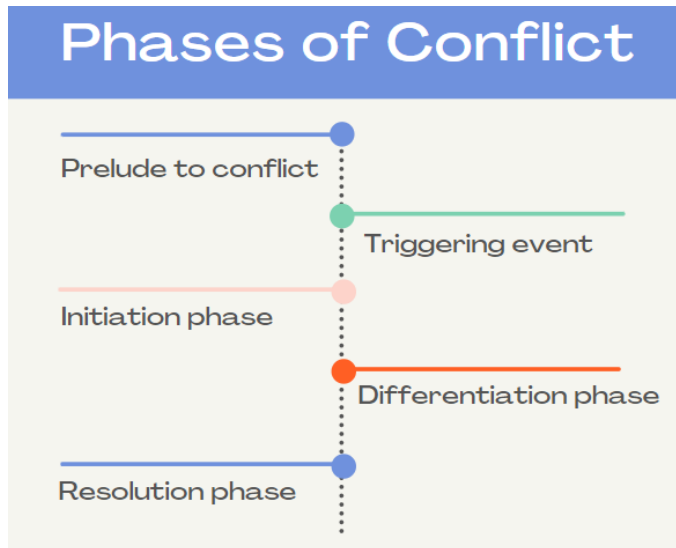 Phases of Conflict
Prelude to conflict
Triggering event
Initiation phase
Differentiation phase
Resolution phase